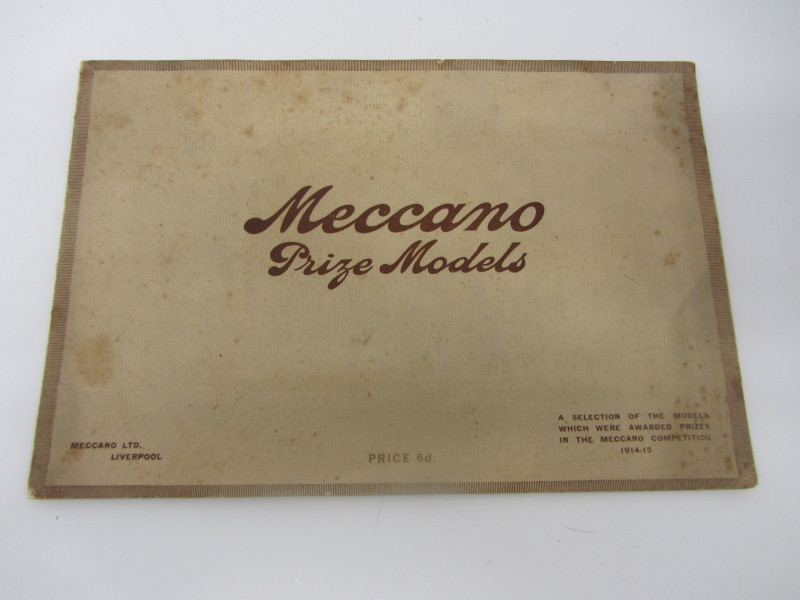 Meccano
Prize Models
A SELECTION OF THE MODELS
WHICH WERE AWARDED PRIZES
IN THE MECCANO COMPETITION
1914-15
MECCANO LTD.
LIVERPOOL
PRICE 6d.